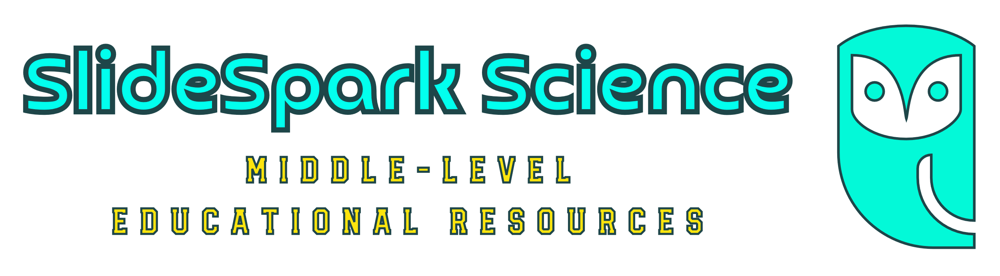 Slidespark Science
MIDDLE-LEVEL
EDUCATIONAL RESOURCES